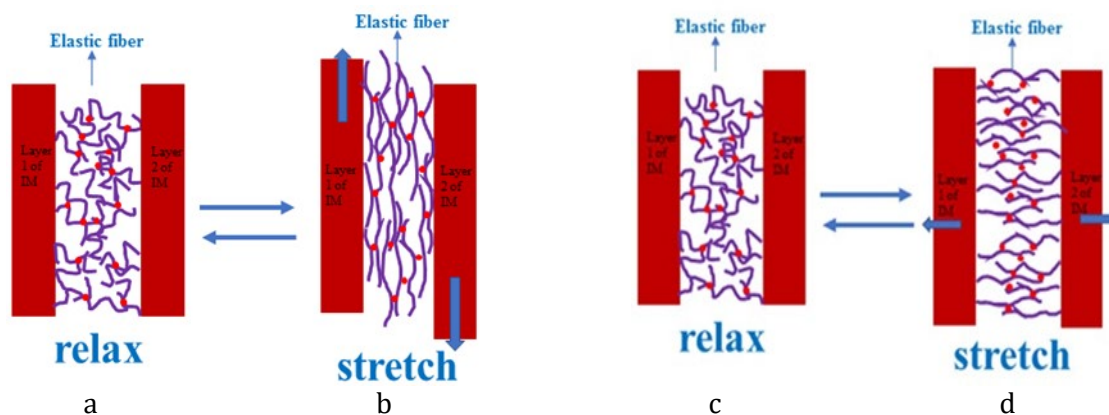 Elastic fiber
Layer
1 of
IM
Layer
2 of
IM
relax
a
Elastic fiber
Layer
1 of
IM
Layer
2 of
IM
stretch
b
Elastic fiber
Layer
1 of
IM
Layer
2 of
IM
relax
c
Elastic fiber
Layer
1 of
IM
Layer
2 of
IM
stretch
d